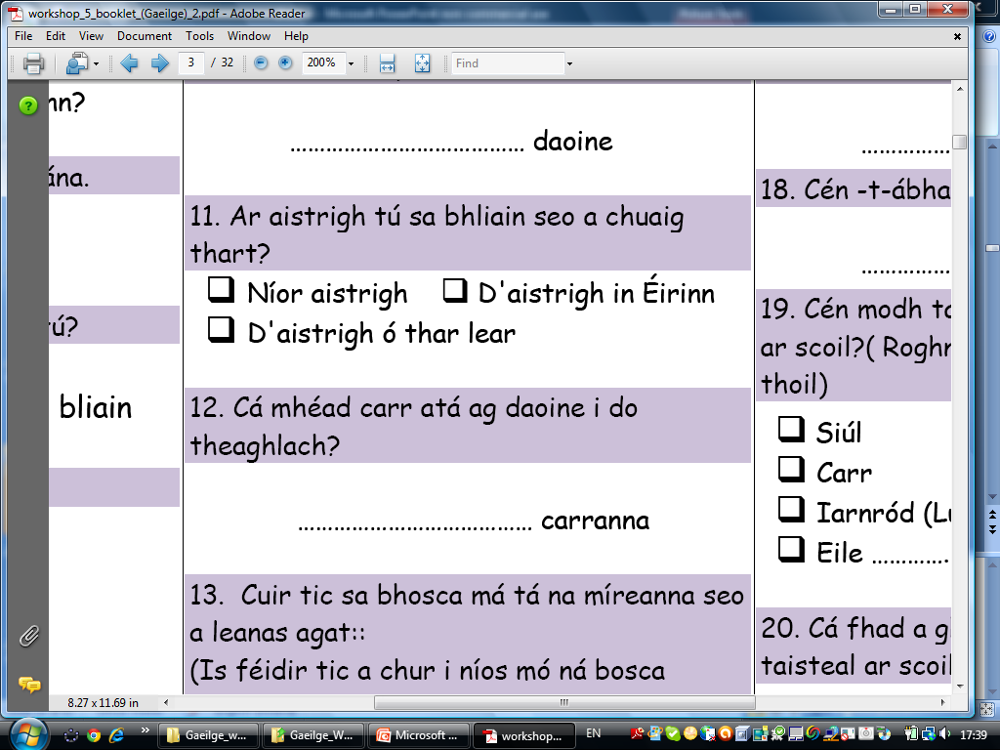 workshop_5_booklet_(Gaeilge)_2.pdf - Adobe Reader
File Edit View Document Tools Window Help
3 / 32 200% Find
nn?
ána.
rú?
bliain
........................................ daoine
11. Ar aistrigh tú sa bhliain seo a chuaig
thart?
❑ Níor aistrigh ❑ D'aistrigh in Éirinn
❑ D'aistrigh ó thar lear
12. Cá mhéad carr atá ag daoine i do
theaghlach?
........................................ carranna
13. Cuir tic sa bhosca má tá na míreanna seo
a leanas agat::
(Is féidir tic a chur i níos mó ná bosca
...............
18. Cén -t-ábha
...............
19. Cén modh ta
ar scoil?( Roghn
thoil)
❑ Siúl
❑ Carr
❑ Iarnród (Lu
❑ Eile .............
20. Cá fhad a g
taisteal ar scoil
8.27 x 11.69 in
Gaeilge_w... Gaeilge_W... Microsoft ... workshop... EN 17:39